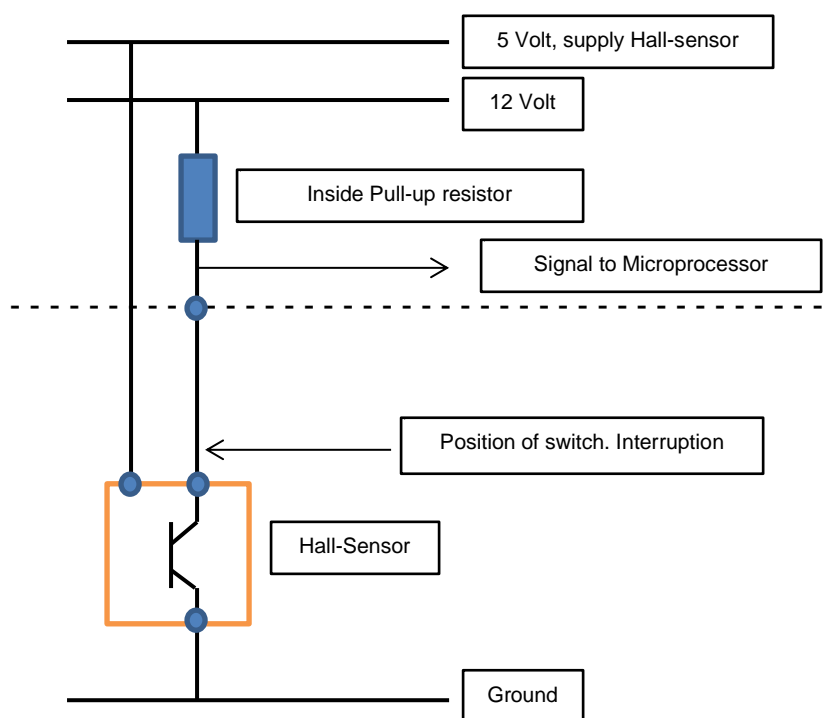 5 Volt, supply Hall-sensor
12 Volt
Inside Pull-up resistor
Signal to Microprocessor
Position of switch. Interruption
Hall-Sensor
Ground